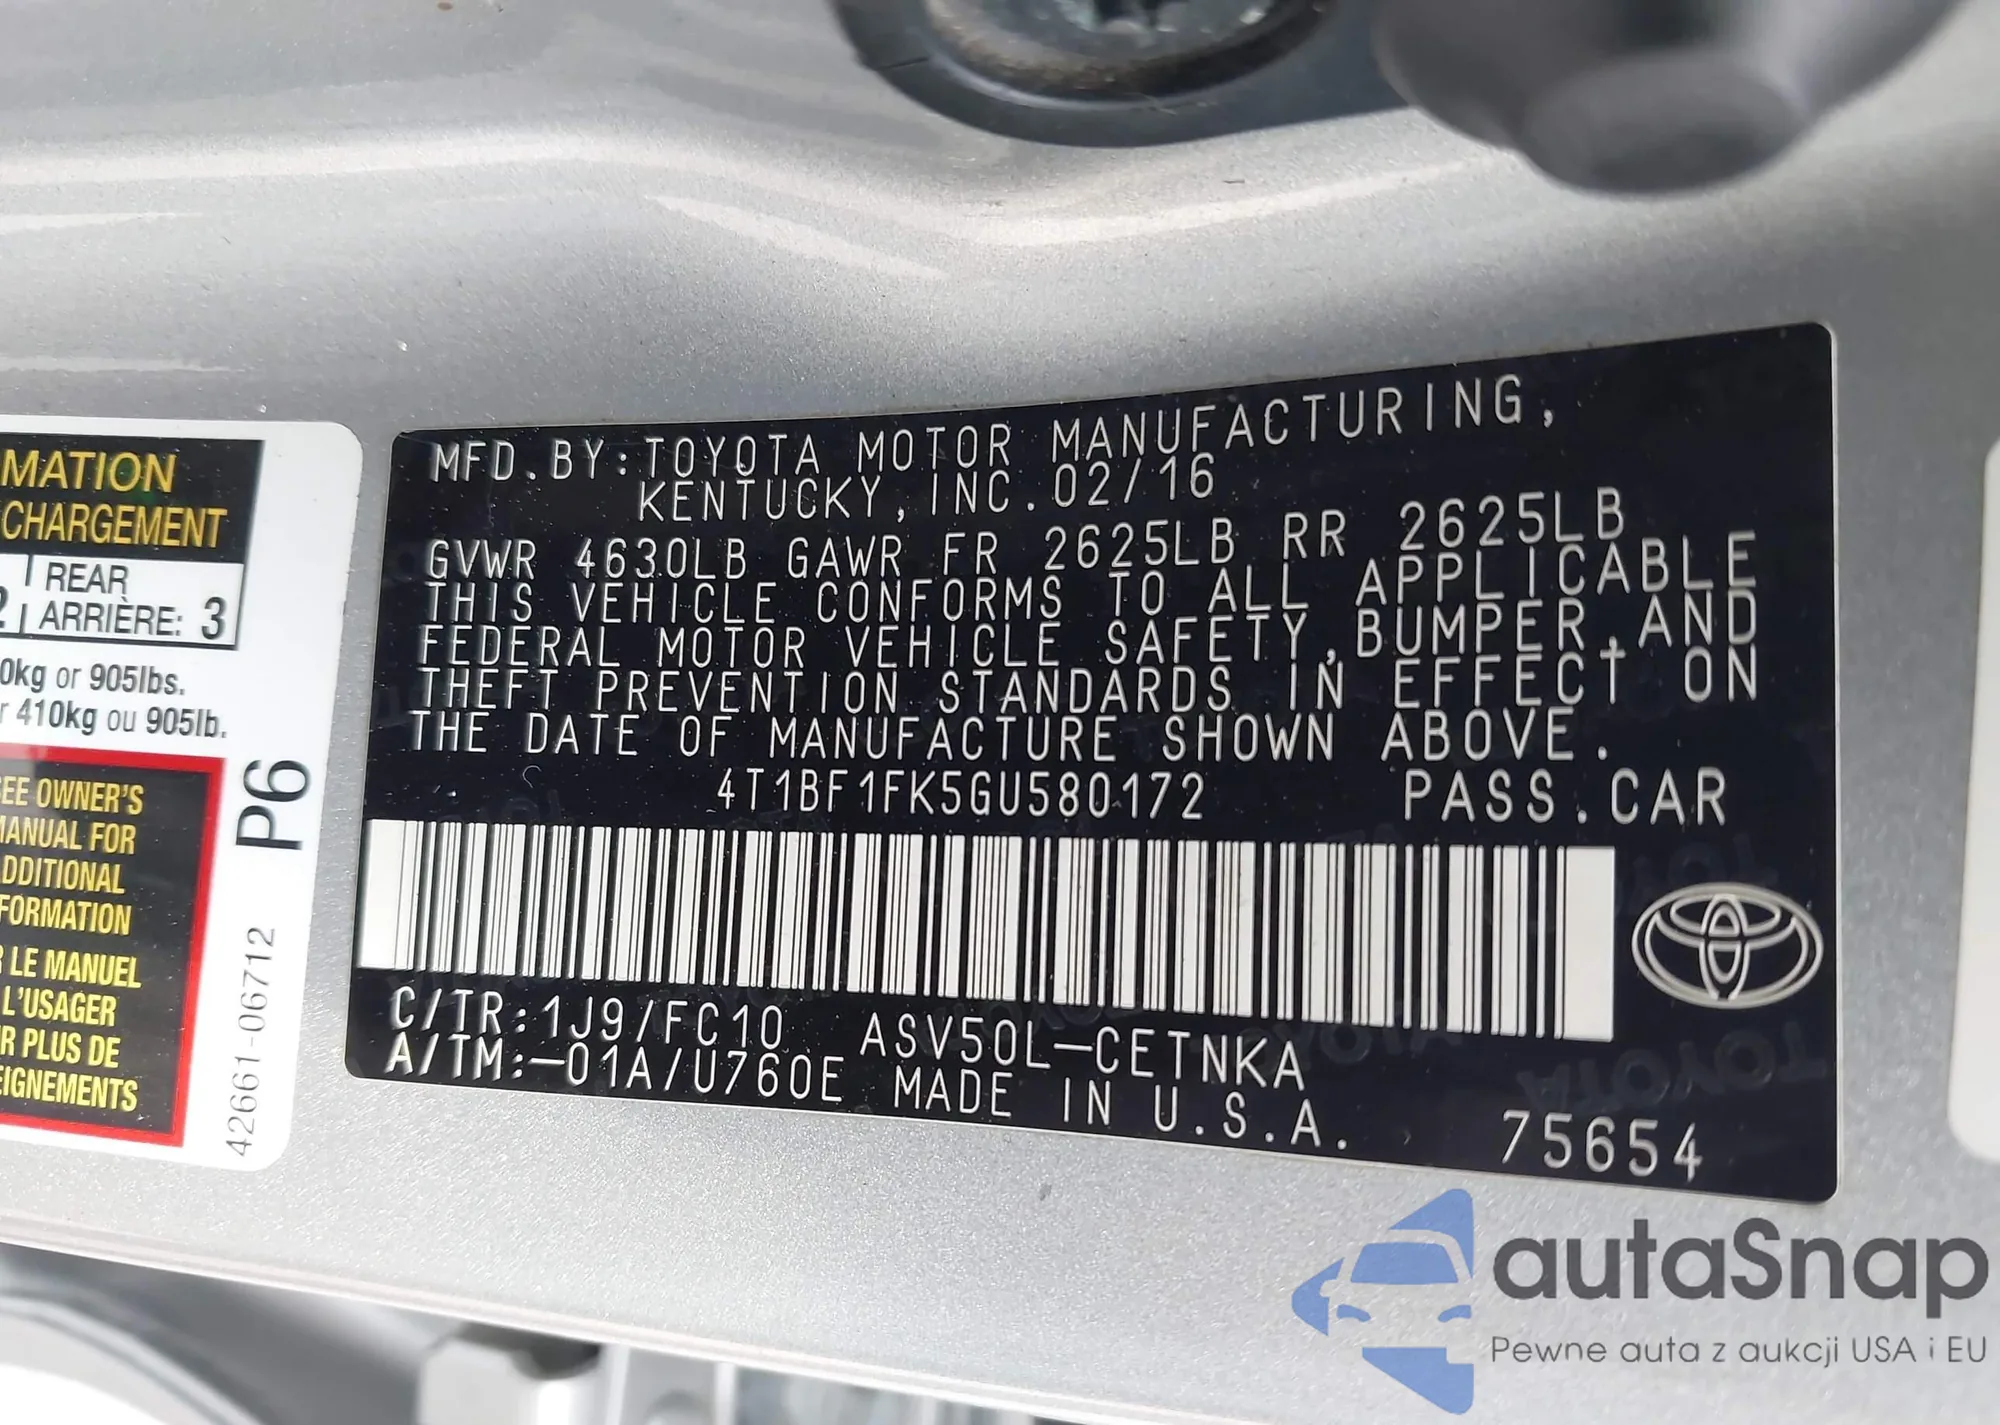 MATION
CHARGEMENT
REAR
ARRIÈRE: 3
0kg or 905lbs.
410kg ou 905lb.
EE OWNER'S
MANUAL FOR
ADDITIONAL
FORMATION
LE MANUEL
L'USAGER
R PLUS DE
EIGNEMENTS
P6
42661-06712
MFD.BY:TOYOTA MOTOR MANUFACTURING,
KENTUCKY,INC.02/16
GVWR 4630LB GAWR FR 2625LB RR 2625LB
THIS VEHICLE CONFORMS TO ALL APPLICABLE
FEDERAL MOTOR VEHICLE SAFETY,BUMPER,AND
THEFT PREVENTION STANDARDS IN EFFECT ON
THE DATE OF MANUFACTURE SHOWN ABOVE.
4T1BF1FK5GU580172 PASS.CAR
C/TR:1J9/FC10 ASV50L-CETNKA
A/TM:-01A/U760E MADE IN U.S.A.
75654
autaSnap
Pewne auta z aukcji USA i EU